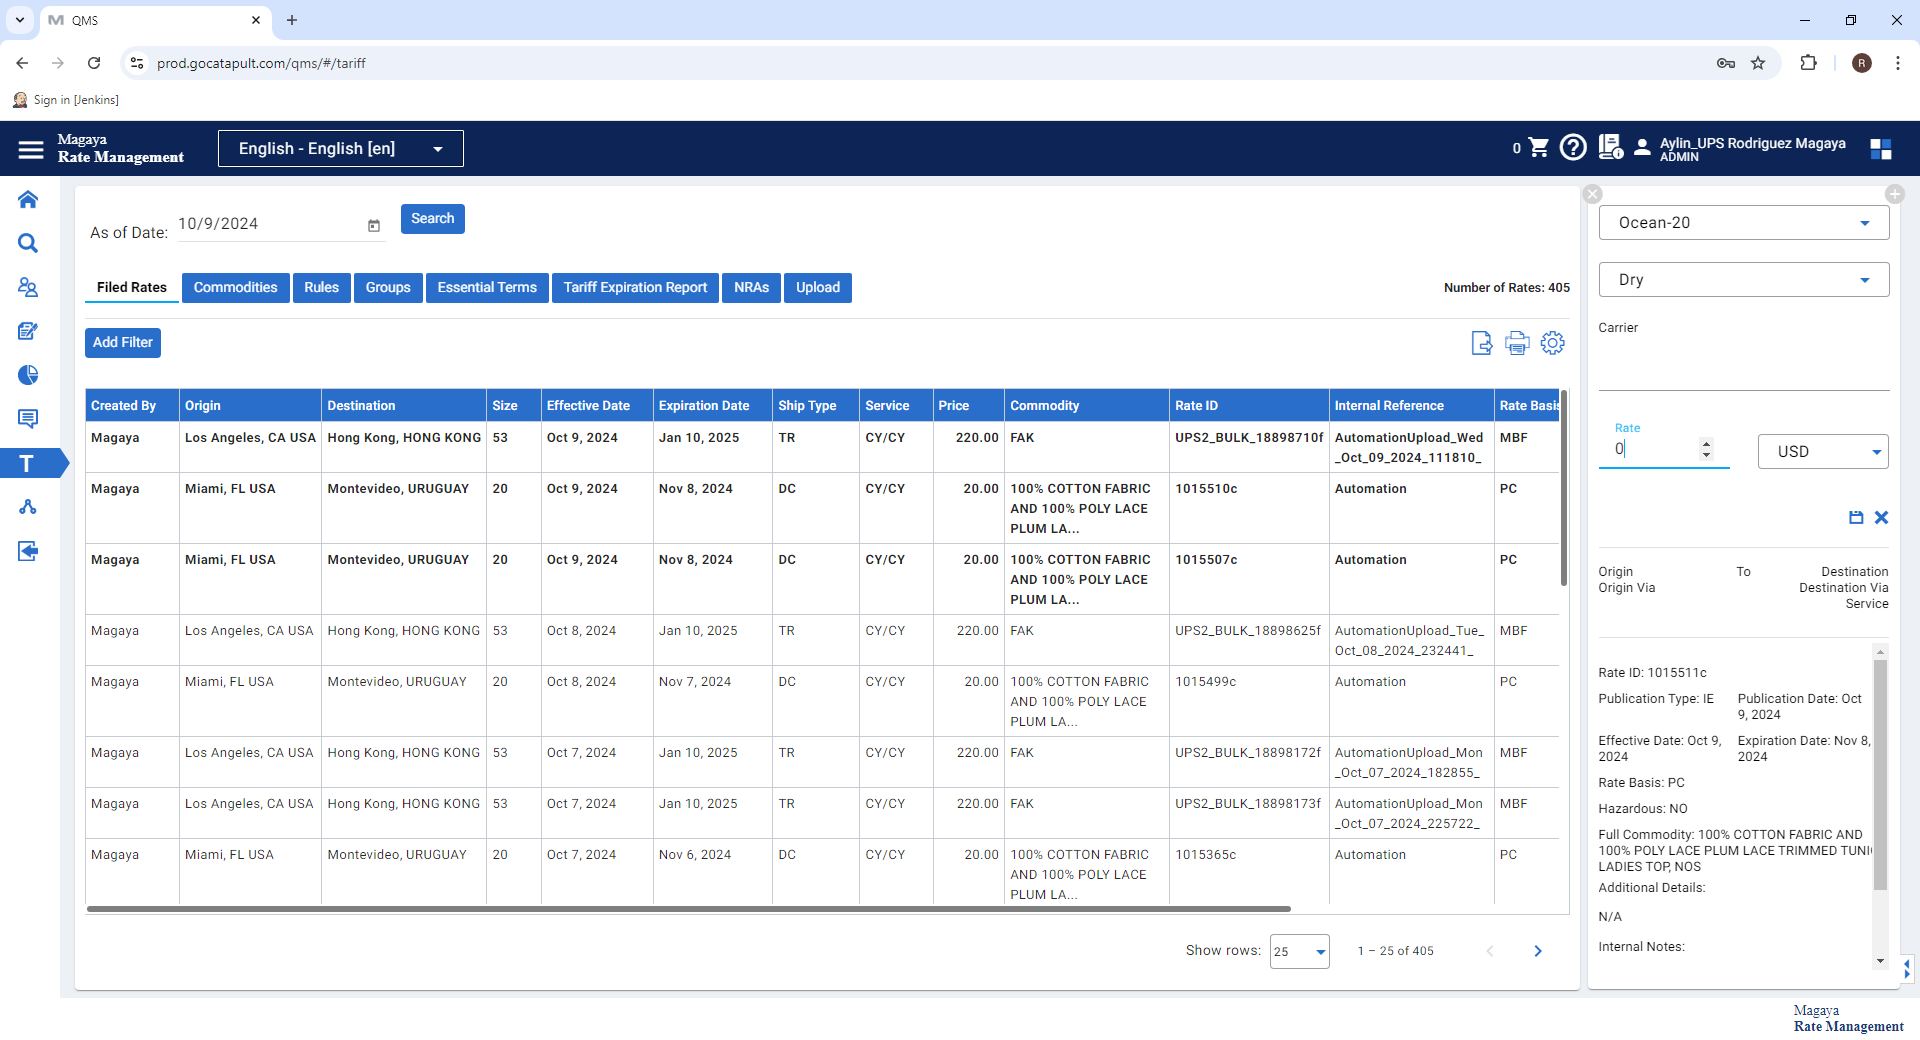 QMS
prod.gocatapult.com/qms/#/tariff
R
Sign in [Jenkins]
Magaya
Rate Management
English - English [en]
0
Aylin_UPS Rodriguez Magaya
ADMIN
As of Date: 10/9/2024
Search
Filed Rates Commodities Rules Groups Essential Terms Tariff Expiration Report NRAs Upload
Number of Rates: 405
Add Filter
Created By Origin Destination Size Effective Date Expiration Date Ship Type Service Price Commodity Rate ID Internal Reference Rate Basis
Magaya Los Angeles, CA USA Hong Kong, HONG KONG 53 Oct 9, 2024 Jan 10, 2025 TR CY/CY 220.00 FAK UPS2_BULK_18898710f AutomationUpload_Wed MBF
_Oct_09_2024_111810_
Magaya Miami, FL USA Montevideo, URUGUAY 20 Oct 9, 2024 Nov 8, 2024 DC CY/CY 20.00 100% COTTON FABRIC 1015510c Automation PC
AND 100% POLY LACE
PLUM LA...
Magaya Miami, FL USA Montevideo, URUGUAY 20 Oct 9, 2024 Nov 8, 2024 DC CY/CY 20.00 100% COTTON FABRIC 1015507c Automation PC
AND 100% POLY LACE
PLUM LA...
Magaya Los Angeles, CA USA Hong Kong, HONG KONG 53 Oct 8, 2024 Jan 10, 2025 TR CY/CY 220.00 FAK UPS2_BULK_18898625f AutomationUpload_Tue_ MBF
Oct_08_2024_232441_
Magaya Miami, FL USA Montevideo, URUGUAY 20 Oct 8, 2024 Nov 7, 2024 DC CY/CY 20.00 100% COTTON FABRIC 1015499c Automation PC
AND 100% POLY LACE
PLUM LA...
Magaya Los Angeles, CA USA Hong Kong, HONG KONG 53 Oct 7, 2024 Jan 10, 2025 TR CY/CY 220.00 FAK UPS2_BULK_18898172f AutomationUpload_Mon MBF
_Oct_07_2024_182855_
Magaya Los Angeles, CA USA Hong Kong, HONG KONG 53 Oct 7, 2024 Jan 10, 2025 TR CY/CY 220.00 FAK UPS2_BULK_18898173f AutomationUpload_Mon MBF
_Oct_07_2024_225722_
Magaya Miami, FL USA Montevideo, URUGUAY 20 Oct 7, 2024 Nov 6, 2024 DC CY/CY 20.00 100% COTTON FABRIC 1015365c Automation PC
AND 100% POLY LACE
PLUM LA...
Show rows: 25 1 – 25 of 405
Ocean-20
Dry
Carrier
Rate
0
USD
Origin To Destination
Origin Via Destination Via
Service
Rate ID: 1015511c
Publication Type: IE Publication Date: Oct
9, 2024
Effective Date: Oct 9, Expiration Date: Nov 8,
2024 2024
Rate Basis: PC
Hazardous: NO
Full Commodity: 100% COTTON FABRIC AND
100% POLY LACE PLUM LACE TRIMMED TUNI
LADIES TOP, NOS
Additional Details:
N/A
Internal Notes:
Magaya
Rate Management